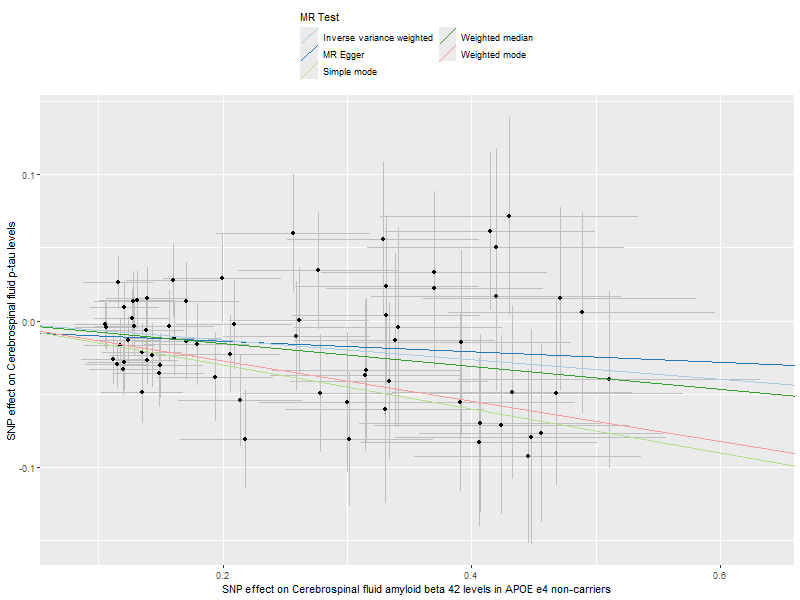 MR Test
Inverse variance weighted
Weighted median
MR Egger
Weighted mode
Simple mode
SNP effect on Cerebrospinal fluid p-tau levels
0.1
0.0
-0.1
0.2
0.4
0.6
SNP effect on Cerebrospinal fluid amyloid beta 42 levels in APOE e4 non-carriers